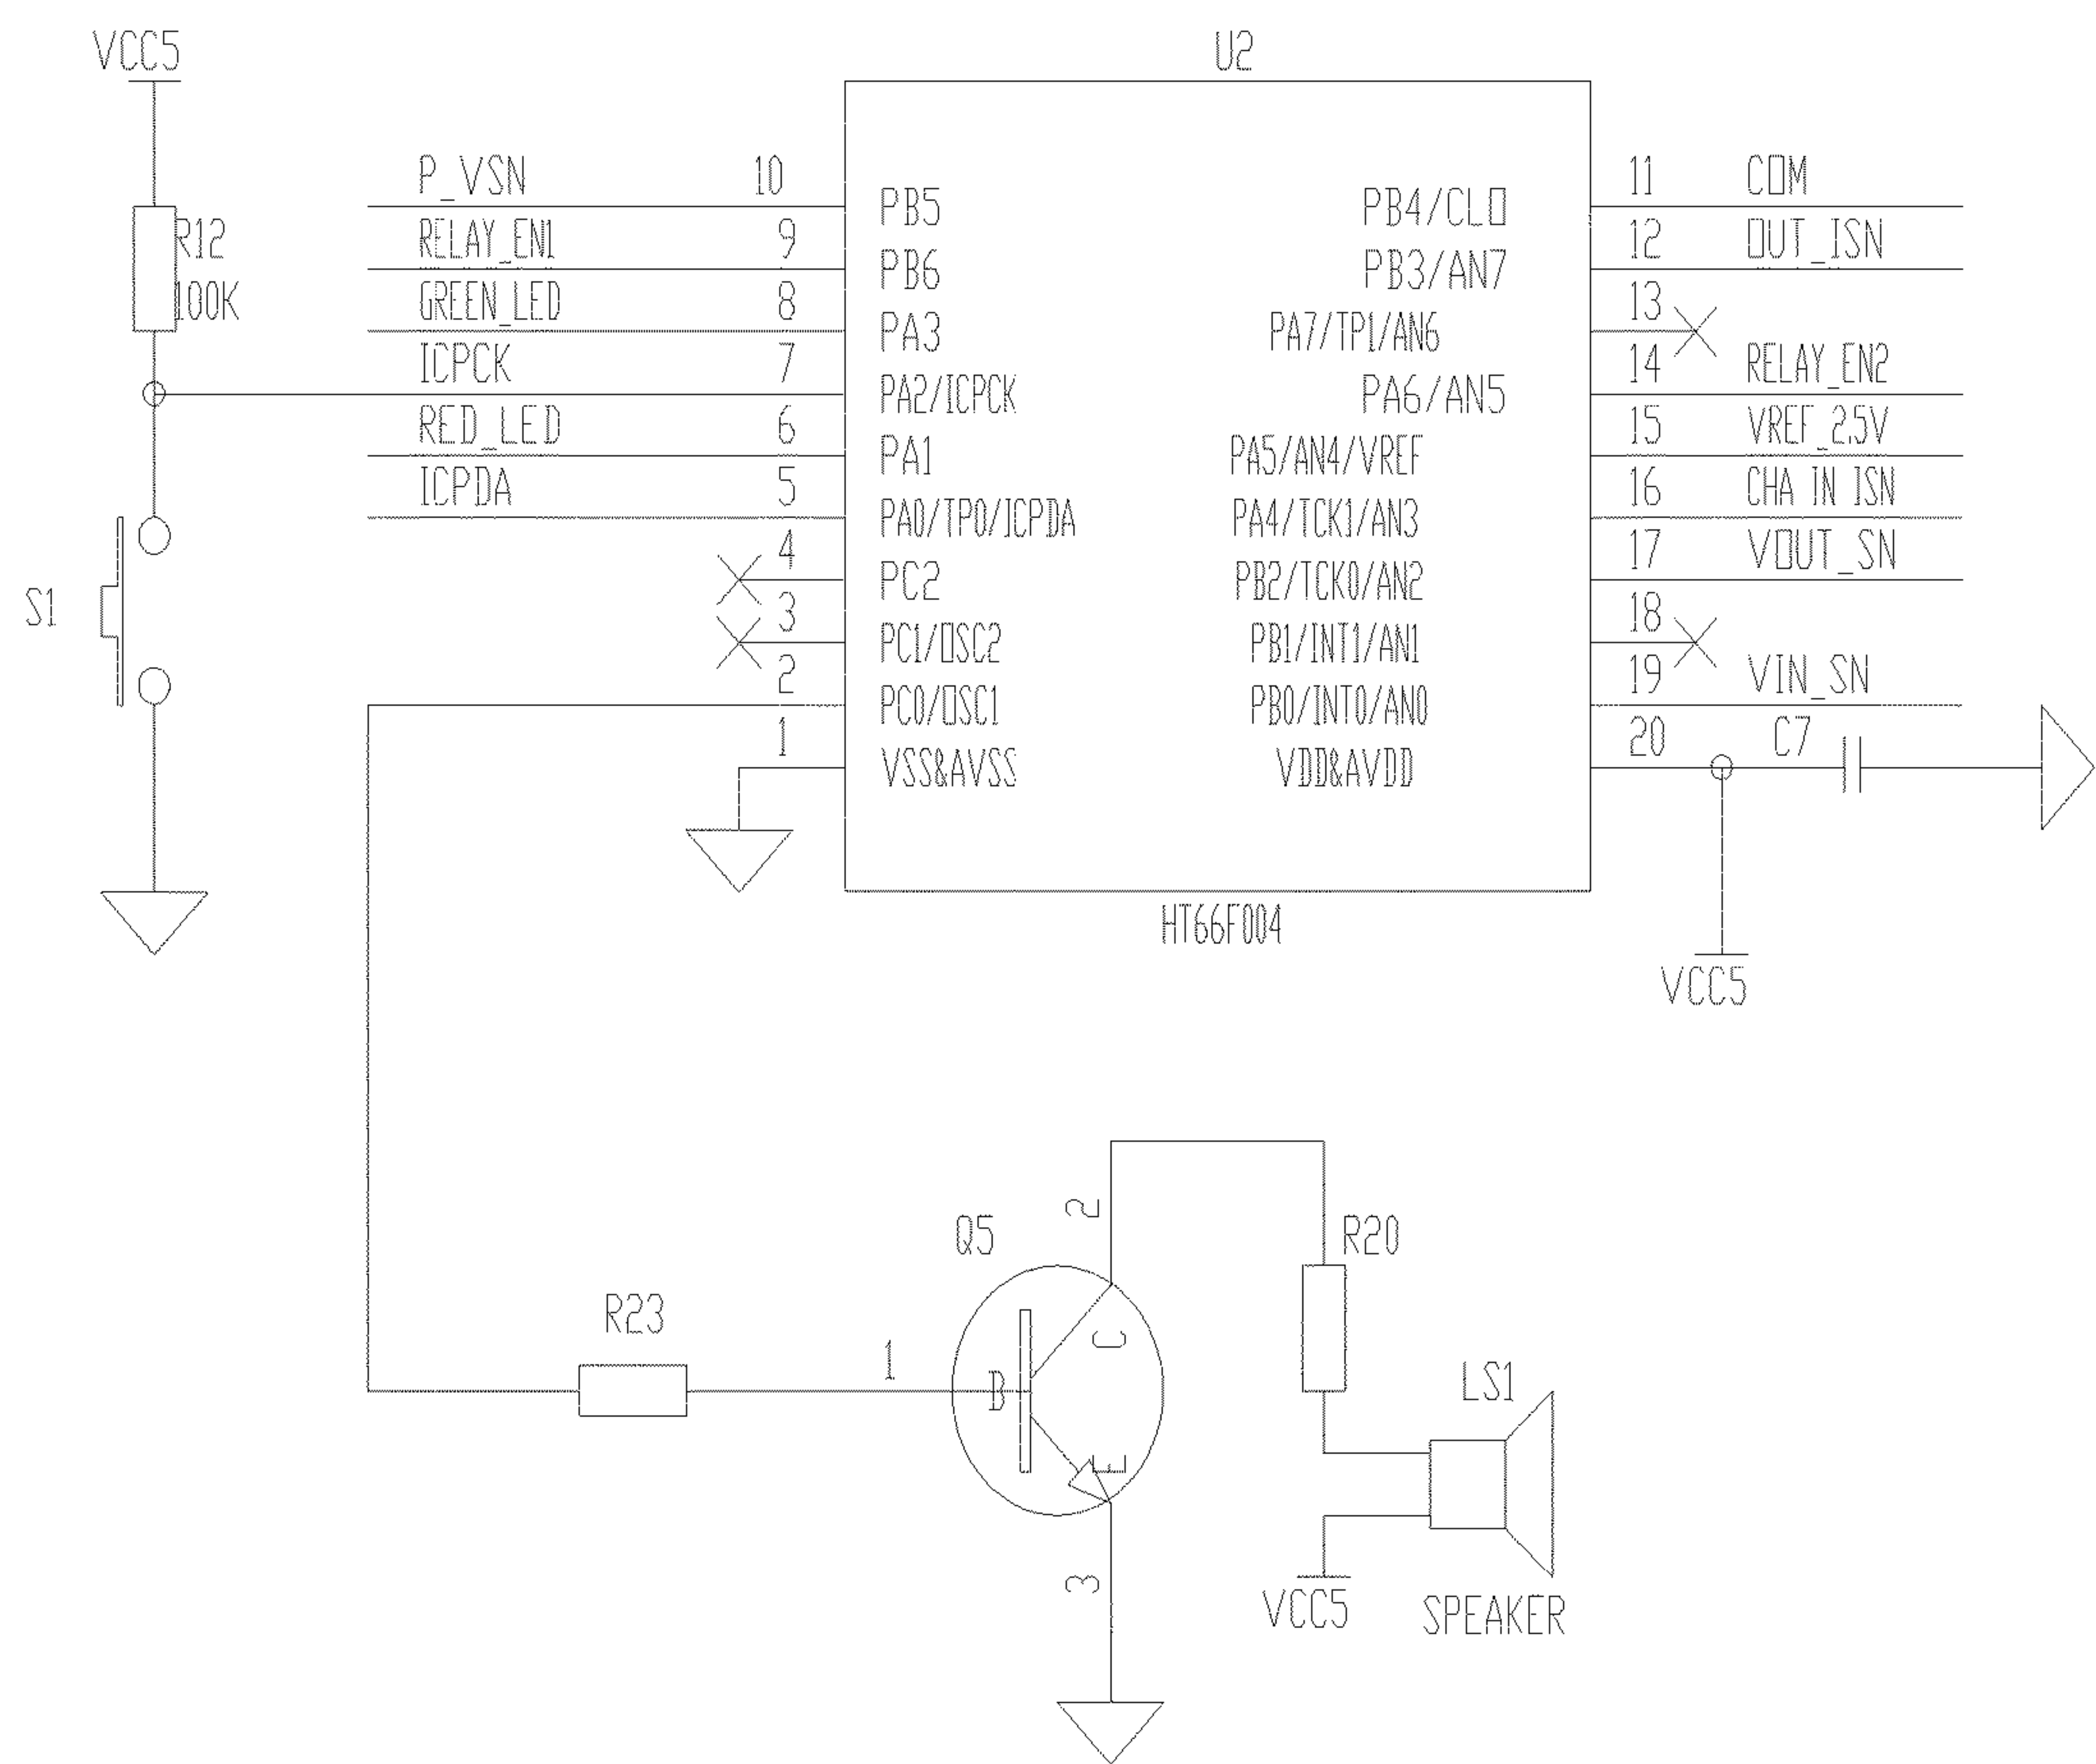 VCC5
U2
P_VSN 10 PB5 PB4/CLO 11 COM
R12 RELAY_EN1 9 PB6 PB3/AN7 12 OUT_ISN
100K GREEN_LED 8 PA3 PA7/TP1/AN6 13
ICPCK 7 PA2/ICPCK PA6/AN5 14 RELAY_EN2
RED_LED 6 PA1 PA5/AN4/VREF 15 VREF_2.5V
ICPDA 5 PA0/TP0/ICPDA PA4/TCK1/AN3 16 CHA IN ISN
4 PC2 PB2/TCK0/AN2 17 VOUT_SN
S1
3 PC1/OSC2 PB1/INT1/AN1 18
2 PC0/OSC1 PB0/INT0/AN0 19 VIN_SN
1 VSS&AVSS VDD&AVDD 20 C7
HT66F004
VCC5
2
Q5
R20
R23
C
1
B
LS1
E
3
VCC5
SPEAKER